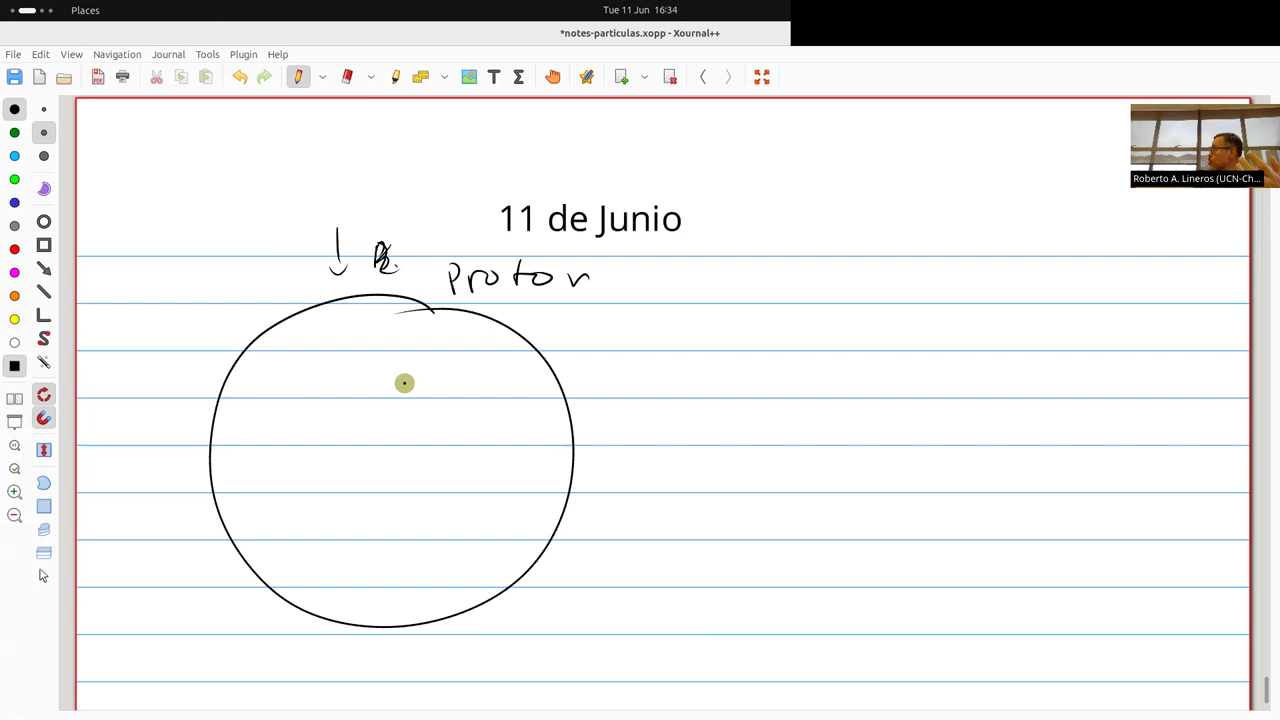 Places
Tue 11 Jun 16:34
*notes-particulas.xopp - Xournal++
File Edit View Navigation Journal Tools Plugin Help
Roberto A. Lineros (UCN-Ch...
11 de Junio
Proton